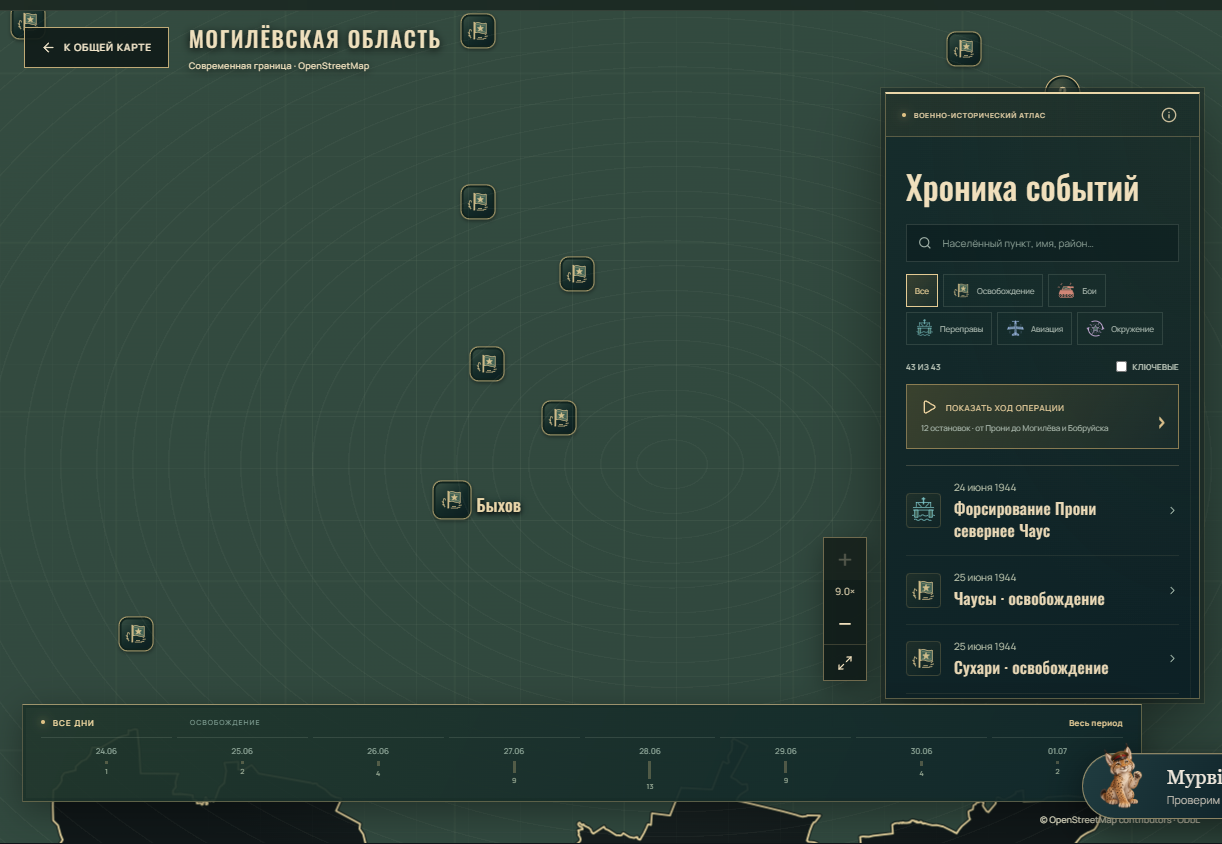 К ОБЩЕЙ КАРТЕ
МОГИЛЁВСКАЯ ОБЛАСТЬ
Современная граница · OpenStreetMap
ВОЕННО-ИСТОРИЧЕСКИЙ АТЛАС
Хроника событий
Населённый пункт, имя, район…
Все
Освобождение
Бои
Переправы
Авиация
Окружение
43 ИЗ 43
КЛЮЧЕВЫЕ
ПОКАЗАТЬ ХОД ОПЕРАЦИИ
12 остановок · от Прони до Могилёва и Бобруйска
24 июня 1944
Форсирование Прони
севернее Чаус
25 июня 1944
Чаусы · освобождение
25 июня 1944
Сухари · освобождение
Быхов
9.0×
ВСЕ ДНИ
ОСВОБОЖДЕНИЕ
Весь период
24.06
25.06
26.06
27.06
28.06
29.06
30.06
01.07
1
2
4
9
13
9
4
2
Мурві
Проверим
© OpenStreetMap contributors